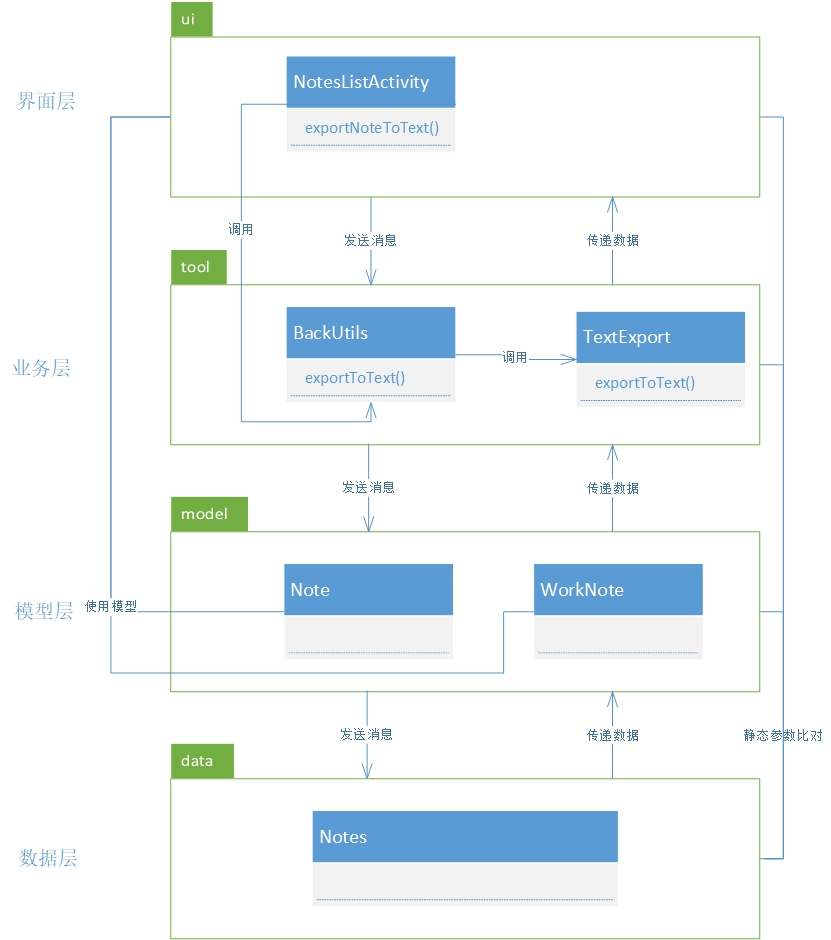 ui
界面层
NotesListActivity
exportNoteToText()
调用
发送消息
传递数据
tool
业务层
BackUtils
exportToText()
调用
TextExport
exportToText()
发送消息
传递数据
model
模型层
使用模型
Note
WorkNote
发送消息
传递数据
静态参数比对
data
数据层
Notes